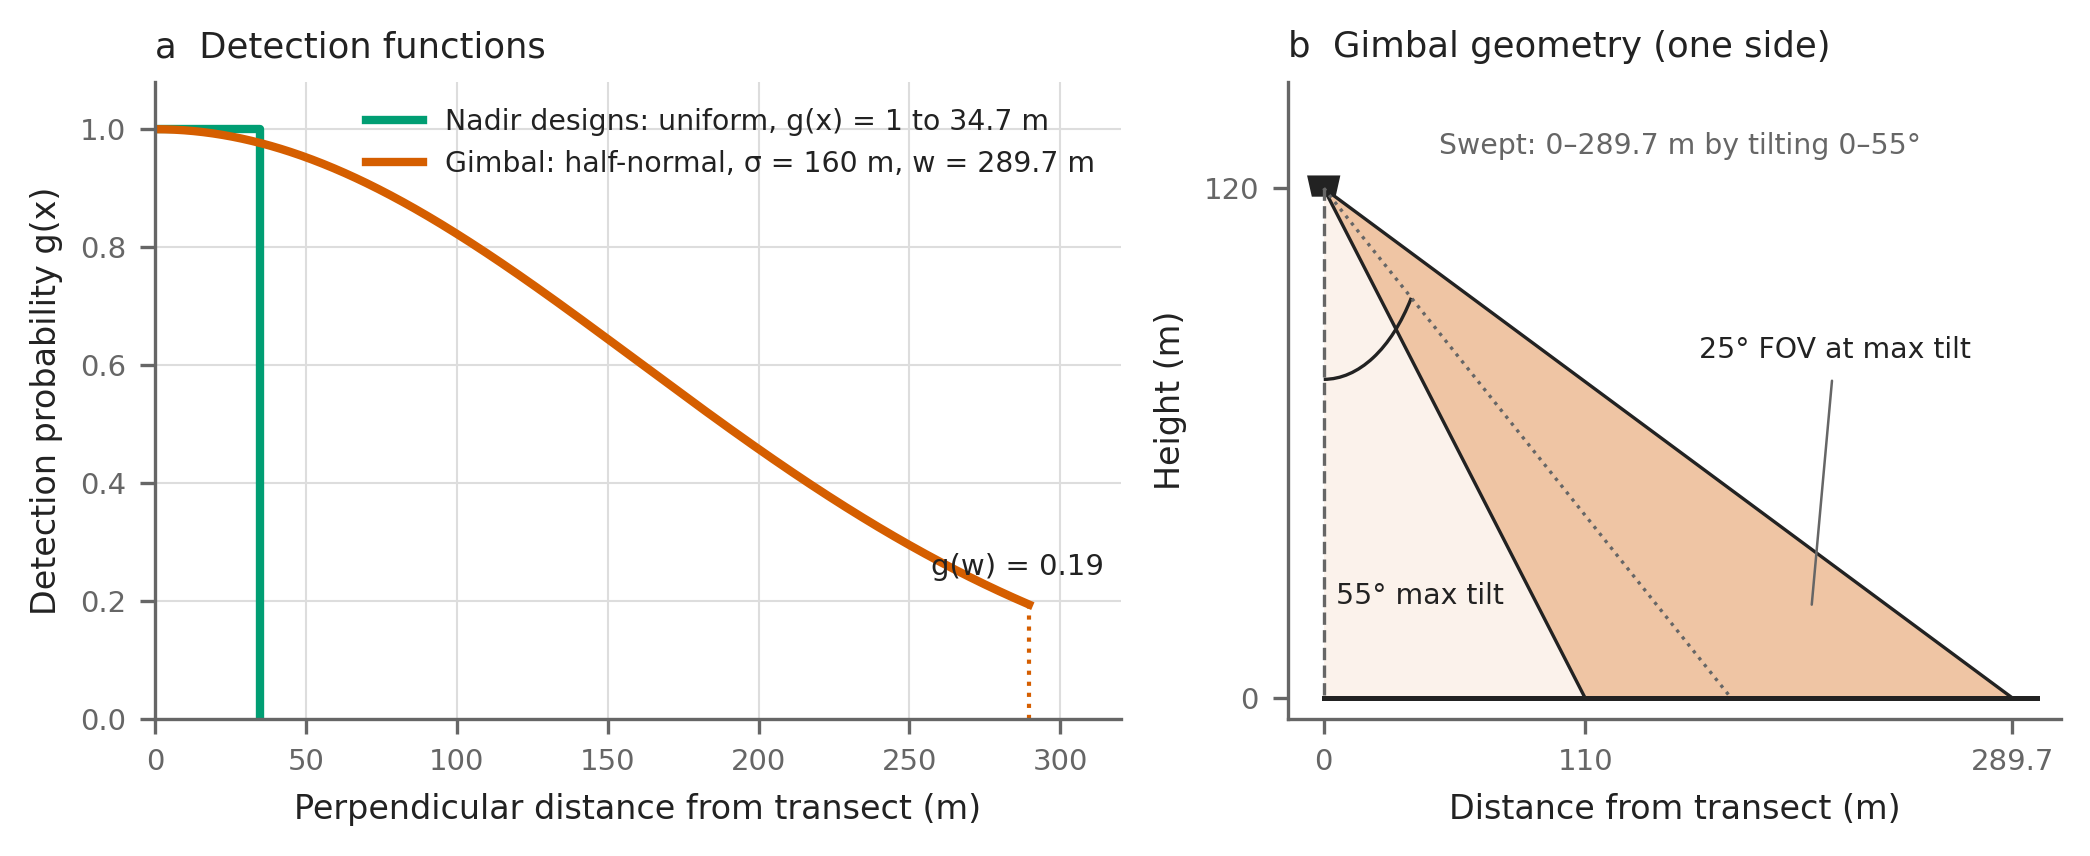 a  Detection functions
Detection probability g(x)
1.0
0.8
0.6
0.4
0.2
0.0
Nadir designs: uniform, g(x) = 1 to 34.7 m
Gimbal: half-normal, σ = 160 m, w = 289.7 m
g(w) = 0.19
0 50 100 150 200 250 300
Perpendicular distance from transect (m)
b  Gimbal geometry (one side)
Height (m)
Swept: 0–289.7 m by tilting 0–55°
120
25° FOV at max tilt
55° max tilt
0
0 110 289.7
Distance from transect (m)